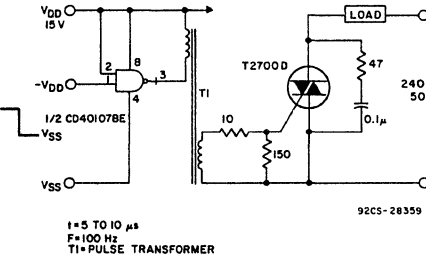 VDD
15 V
LOAD
8
2
3
T2700D
47
-VDD
240
50
4
T1
1/2 CD40107BE
10
0.1μ
VSS
150
VSS
92CS-28359
t=5 TO 10 μs
F=100 Hz
T1=PULSE TRANSFORMER